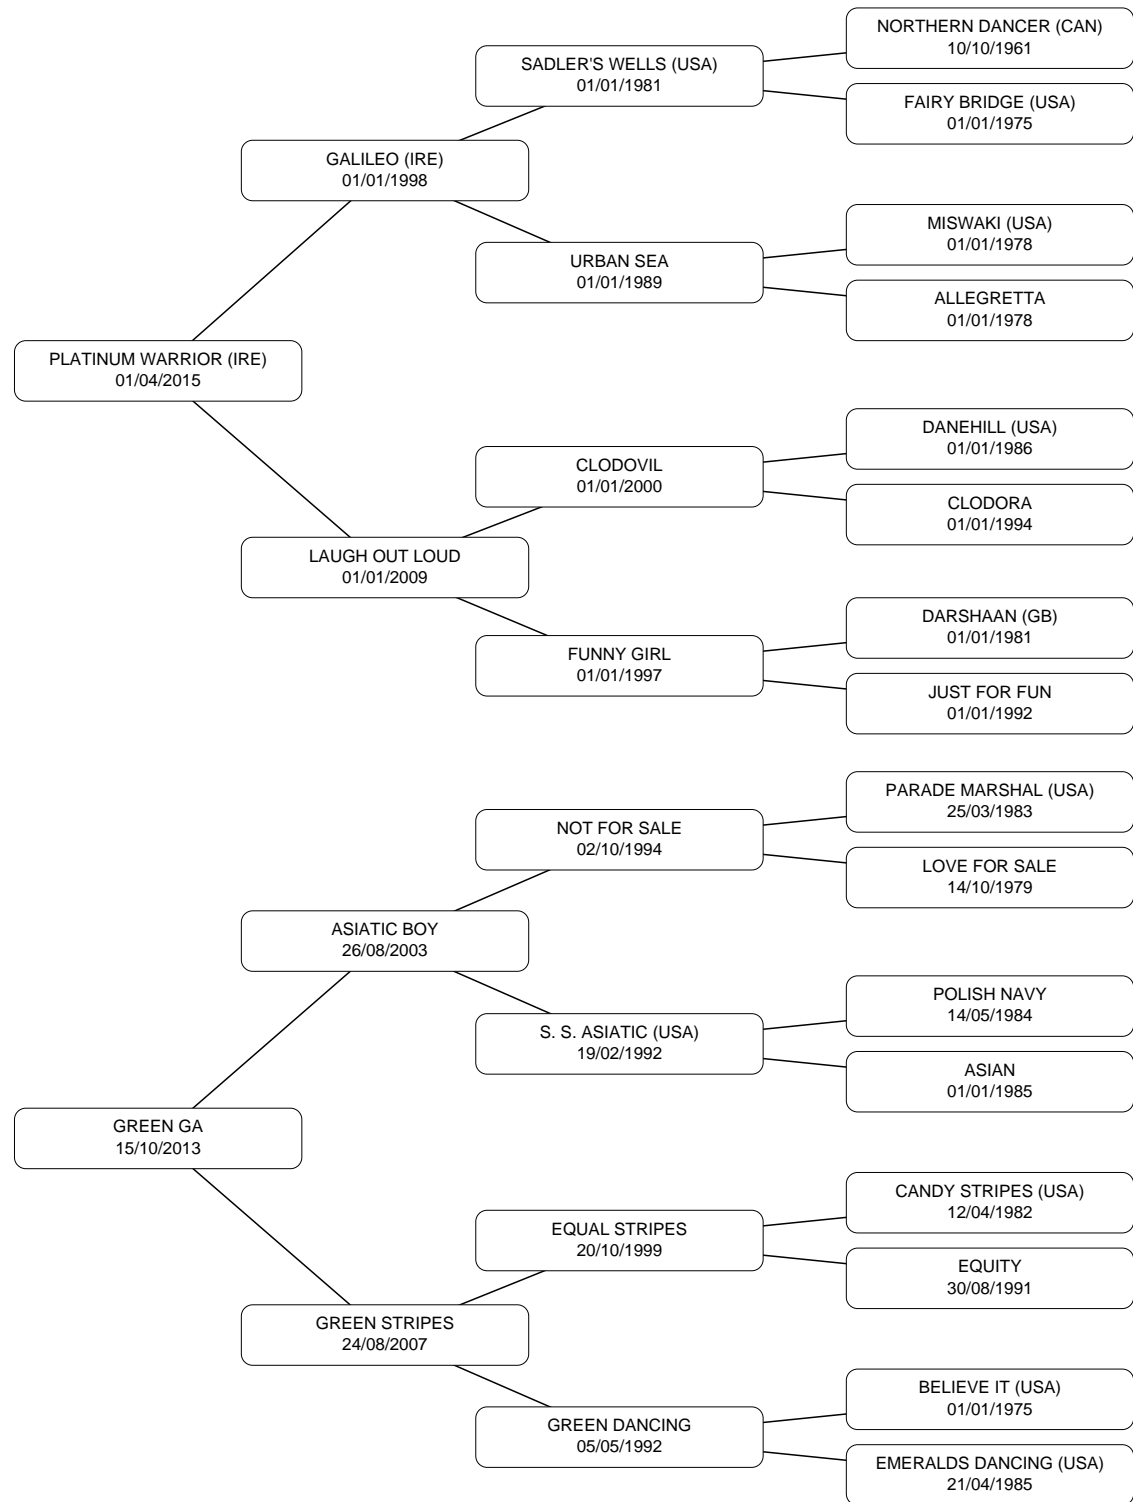 NORTHERN DANCER (CAN)
10/10/1961
SADLER'S WELLS (USA)
01/01/1981
FAIRY BRIDGE (USA)
01/01/1975
GALILEO (IRE)
01/01/1998
MISWAKI (USA)
01/01/1978
URBAN SEA
01/01/1989
ALLEGRETTA
01/01/1978
PLATINUM WARRIOR (IRE)
01/04/2015
DANEHILL (USA)
01/01/1986
CLODOVIL
01/01/2000
CLODORA
01/01/1994
LAUGH OUT LOUD
01/01/2009
DARSHAAN (GB)
01/01/1981
FUNNY GIRL
01/01/1997
JUST FOR FUN
01/01/1992
PARADE MARSHAL (USA)
25/03/1983
NOT FOR SALE
02/10/1994
LOVE FOR SALE
14/10/1979
ASIATIC BOY
26/08/2003
POLISH NAVY
14/05/1984
S. S. ASIATIC (USA)
19/02/1992
ASIAN
01/01/1985
GREEN GA
15/10/2013
CANDY STRIPES (USA)
12/04/1982
EQUAL STRIPES
20/10/1999
EQUITY
30/08/1991
GREEN STRIPES
24/08/2007
BELIEVE IT (USA)
01/01/1975
GREEN DANCING
05/05/1992
EMERALDS DANCING (USA)
21/04/1985